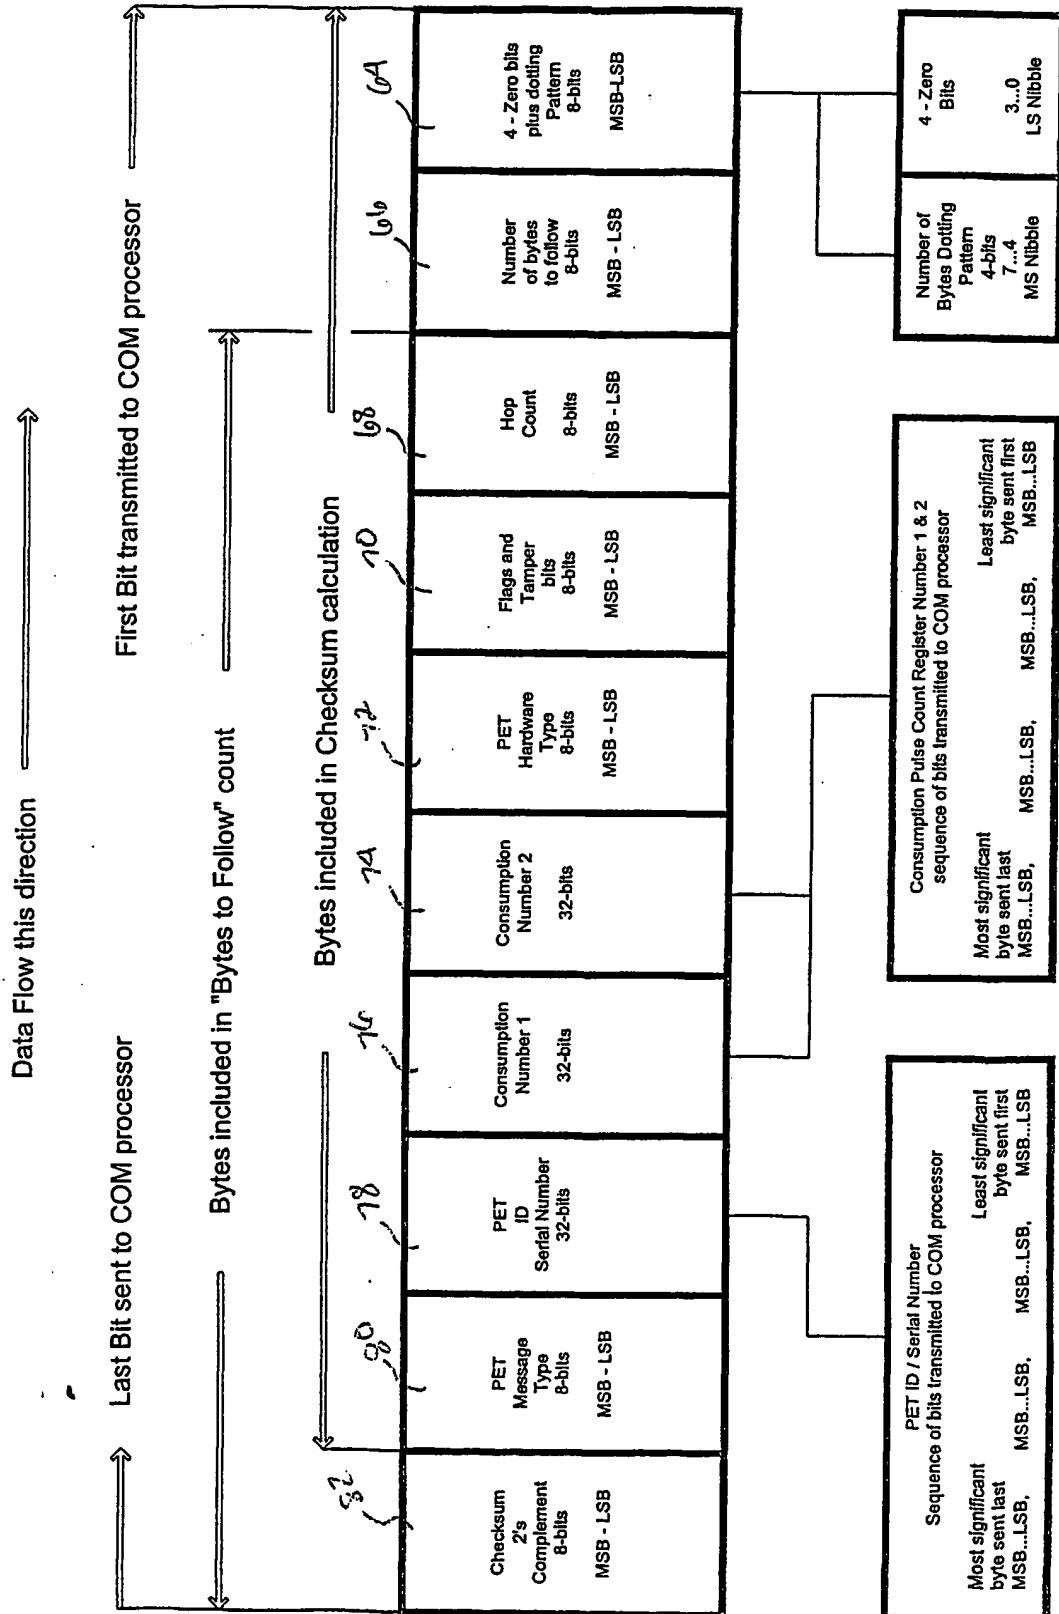 Data Flow this direction
Last Bit sent to COM processor
First Bit transmitted to COM processor
Bytes included in "Bytes to Follow" count
Bytes included in Checksum calculation
82
Checksum
2's
Complement
8-bits
MSB - LSB
80
PET
Message
Type
8-bits
MSB - LSB
78
PET
ID
Serial Number
32-bits
76
Consumption
Number 1
32-bits
74
Consumption
Number 2
32-bits
72
PET
Hardware
Type
8-bits
MSB - LSB
70
Flags and
Tamper
bits
8-bits
MSB - LSB
68
Hop
Count
8-bits
MSB - LSB
66
Number
of bytes
to follow
8-bits
MSB - LSB
64
4 - Zero bits
plus dotting
Pattern
8-bits
MSB-LSB
PET ID / Serial Number
Sequence of bits transmitted to COM processor
Most significant
byte sent last
Least significant
byte sent first
MSB...LSB, MSB...LSB, MSB...LSB, MSB...LSB
Consumption Pulse Count Register Number 1 & 2
sequence of bits transmitted to COM processor
Most significant
byte sent last
Least significant
byte sent first
MSB...LSB, MSB...LSB, MSB...LSB, MSB...LSB
Number of
Bytes Dotting
Pattern
4-bits
7...4
MS Nibble
4 - Zero
Bits
3...0
LS Nibble